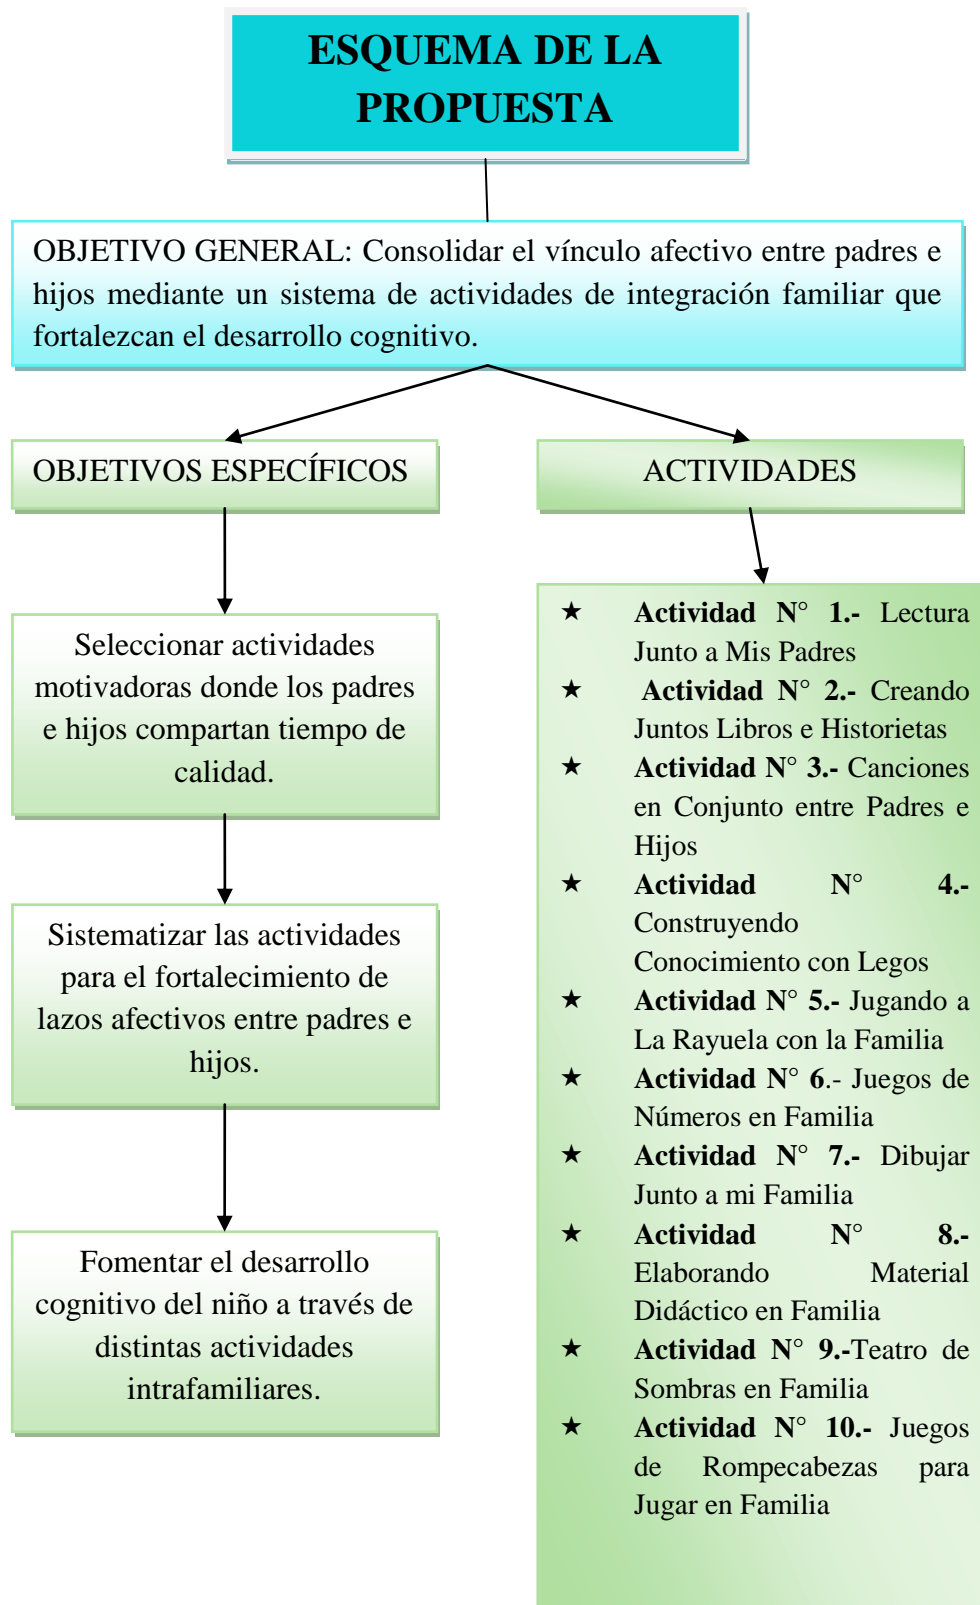 ESQUEMA DE LA
PROPUESTA
OBJETIVO GENERAL: Consolidar el vínculo afectivo entre padres e
hijos mediante un sistema de actividades de integración familiar que
fortalezcan el desarrollo cognitivo.
OBJETIVOS ESPECÍFICOS
Seleccionar actividades
motivadoras donde los padres
e hijos compartan tiempo de
calidad.
Sistematizar las actividades
para el fortalecimiento de
lazos afectivos entre padres e
hijos.
Fomentar el desarrollo
cognitivo del niño a través de
distintas actividades
intrafamiliares.
ACTIVIDADES
★ Actividad N° 1.- Lectura
Junto a Mis Padres
★ Actividad N° 2.- Creando
Juntos Libros e Historietas
★ Actividad N° 3.- Canciones
en Conjunto entre Padres e
Hijos
★ Actividad N° 4.-
Construyendo
Conocimiento con Legos
★ Actividad N° 5.- Jugando a
La Rayuela con la Familia
★ Actividad N° 6.- Juegos de
Números en Familia
★ Actividad N° 7.- Dibujar
Junto a mi Familia
★ Actividad N° 8.-
Elaborando Material
Didáctico en Familia
★ Actividad N° 9.-Teatro de
Sombras en Familia
★ Actividad N° 10.- Juegos
de Rompecabezas para
Jugar en Familia